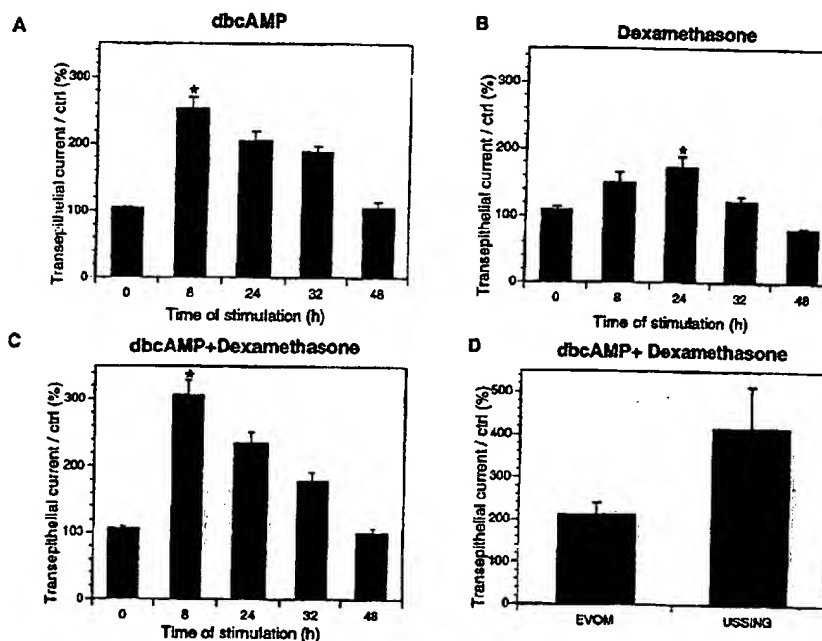 A
dbcAMP
Transepithelial current / ctrl (%)
300
200
100
0
0 8 24 32 48
*
Time of stimulation (h)
B
Dexamethasone
Transepithelial current / ctrl (%)
300
200
100
0
0 8 24 32 48
*
Time of stimulation (h)
C
dbcAMP+Dexamethasone
Transepithelial current / ctrl (%)
300
200
100
0
0 8 24 32 48
*
Time of stimulation (h)
D
dbcAMP+ Dexamethasone
Transepithelial current / ctrl (%)
500
400
300
200
100
0
EVOM USSING